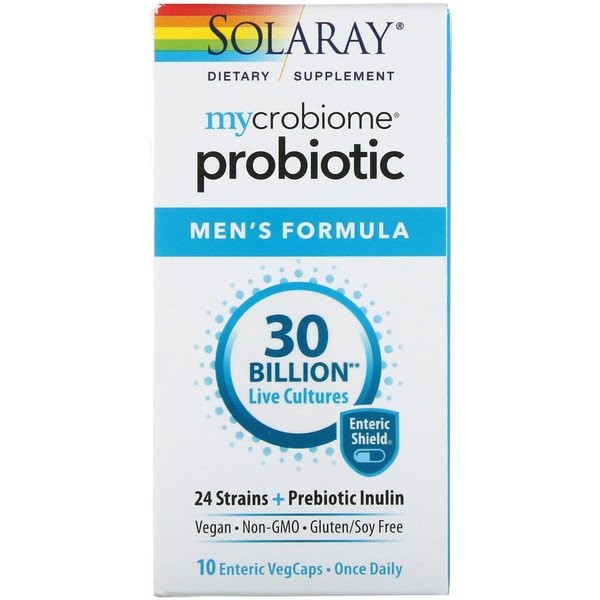 SOLARAY®
DIETARY SUPPLEMENT
mycrobiome®
probiotic
MEN'S FORMULA
30
BILLION**
Live Cultures
Enteric
Shield®
24 Strains + Prebiotic Inulin
Vegan • Non-GMO • Gluten/Soy Free
10 Enteric VegCaps • Once Daily